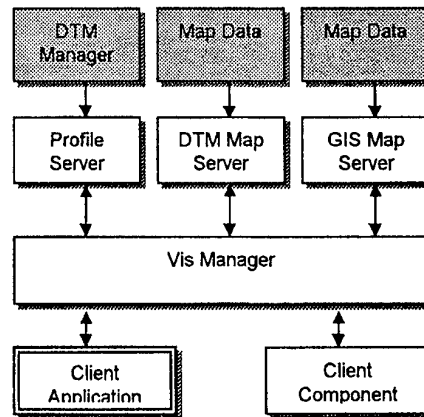 DTM
Manager
Map Data
Map Data
Profile
Server
DTM Map
Server
GIS Map
Server
Vis Manager
Client
Application
Client
Component